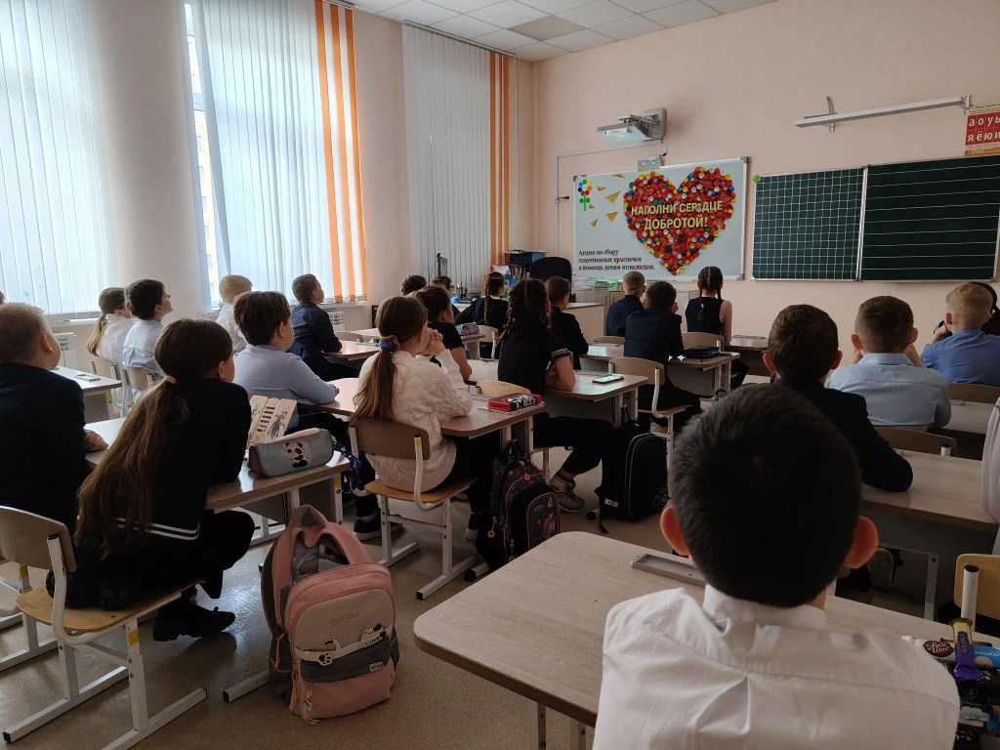 НАПОЛНИ СЕРДЦЕ
ДОБРОТОЙ!
Акция по сбору
пластиковых крышечек
в помощь детям-инвалидам.
а о у ы
я ё ю и